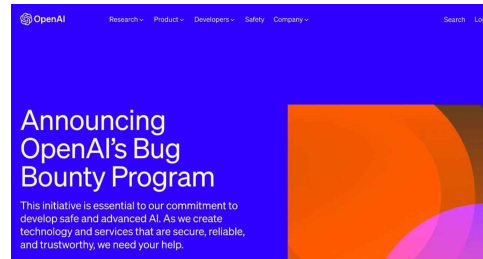 OpenAI Research Product Developers Safety Company Search
Announcing
OpenAI's Bug
Bounty Program
This initiative is essential to our commitment to
develop safe and advanced AI. As we create
technology and services that are secure, reliable,
and trustworthy, we need your help.